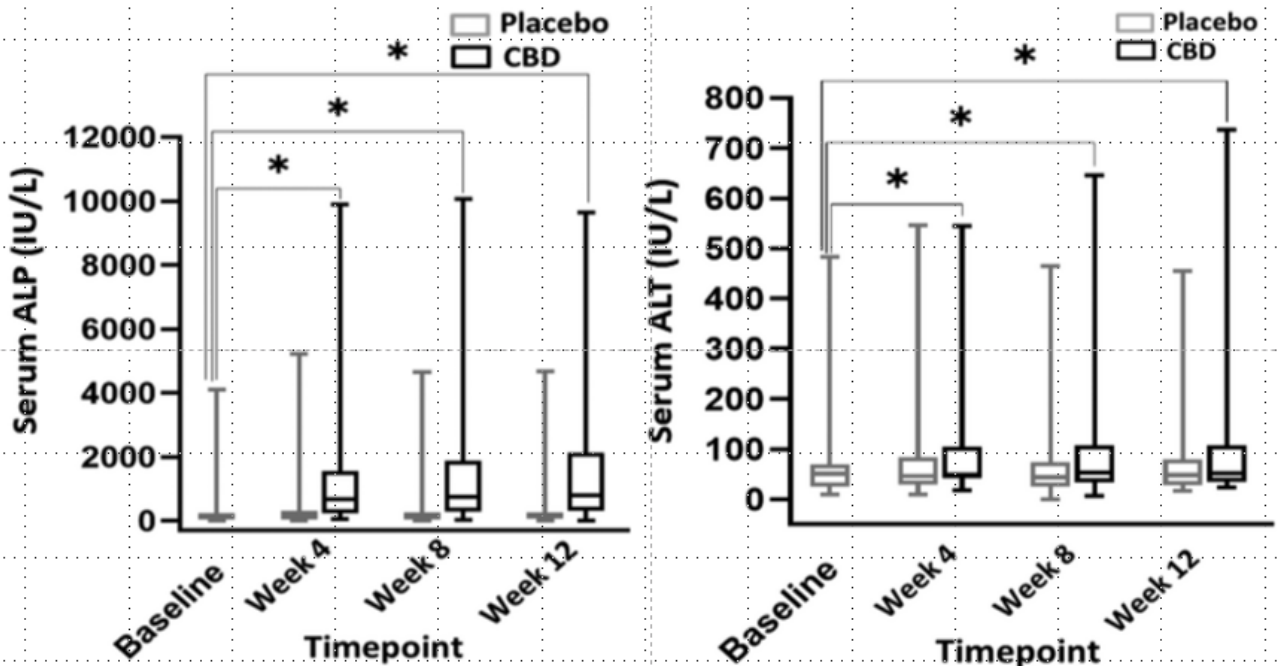 Placebo
CBD
*
*
*
12000
10000
8000
6000
4000
2000
0
Serum ALP (IU/L)
Baseline
Week 4
Week 8
Week 12
Timepoint
Placebo
CBD
*
*
*
800
700
600
500
400
300
200
100
0
Serum ALT (IU/L)
Baseline
Week 4
Week 8
Week 12
Timepoint